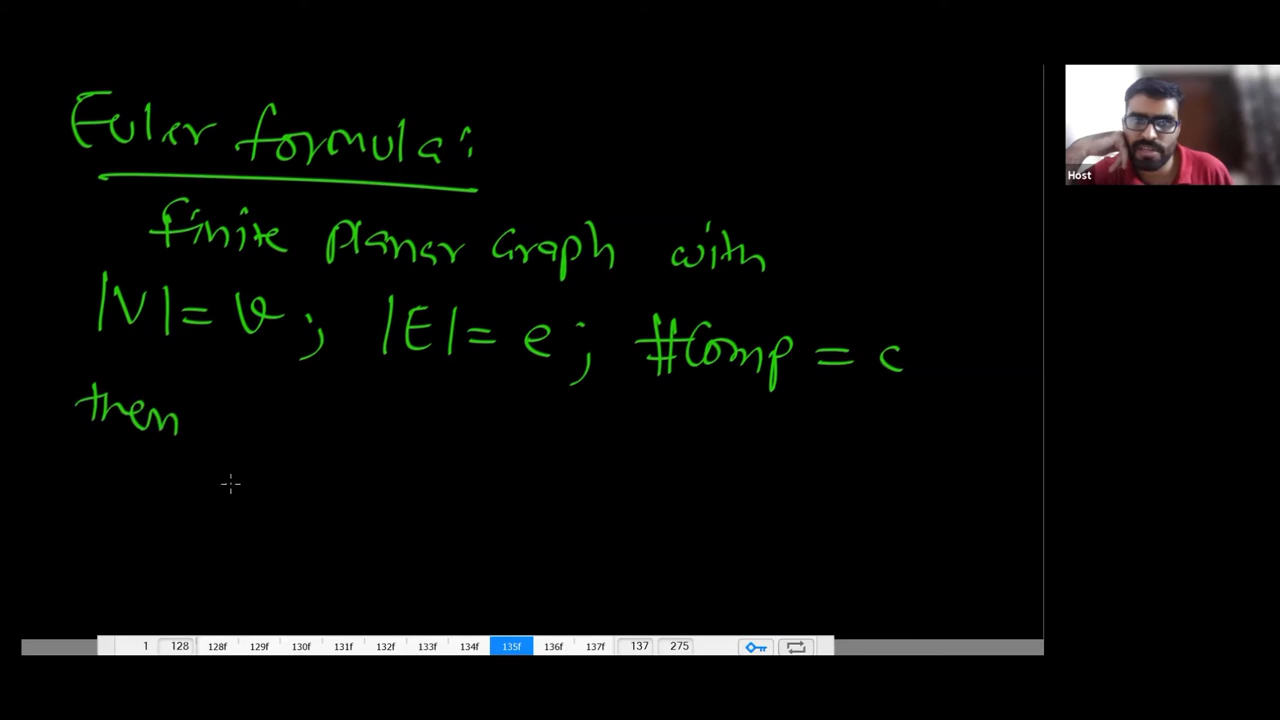 Euler formula:
finite planar Graph with
|V| = v; |E| = e; #Comp = c
then
Host
1 128 128f 129f 130f 131f 132f 133f 134f 135f 136f 137f 137 275